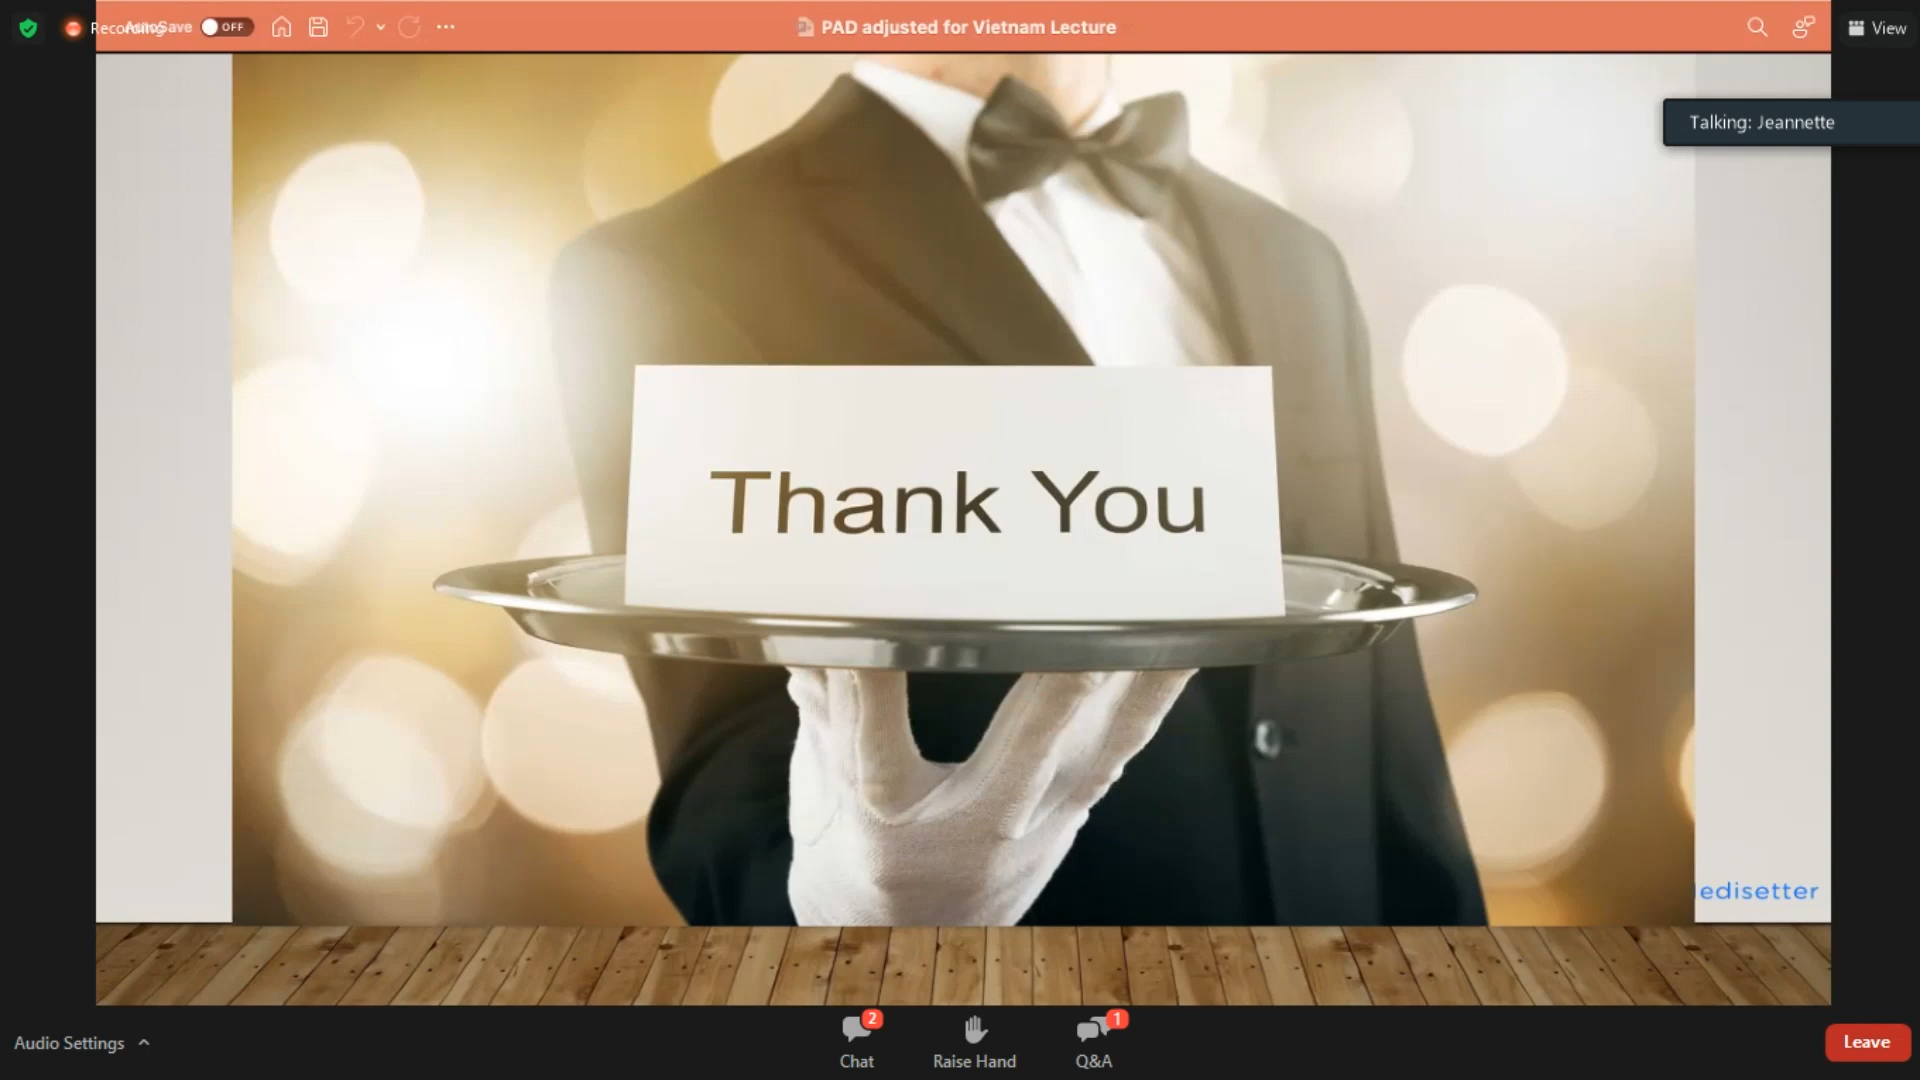 Recording
AutoSave
OFF
PAD adjusted for Vietnam Lecture
View
Talking: Jeannette
Thank You
edisetter
Audio Settings
2
Chat
Raise Hand
1
Q&A
Leave